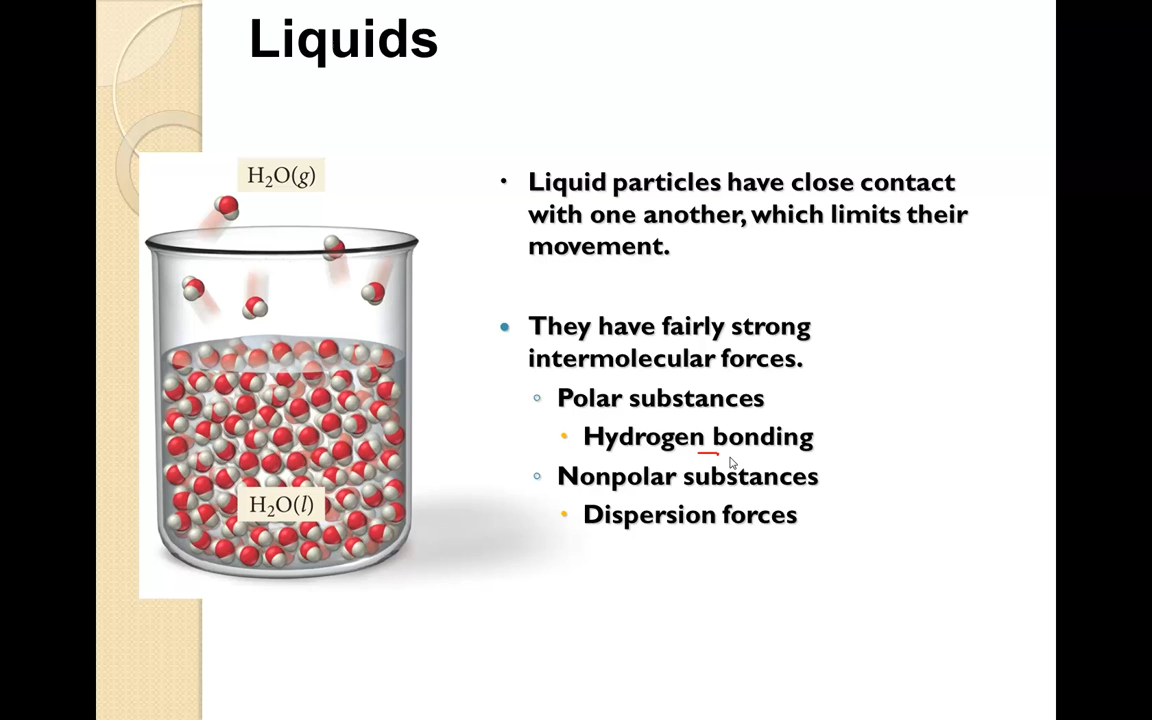 Liquids
H₂O(g)
• Liquid particles have close contact
with one another, which limits their
movement.
• They have fairly strong
intermolecular forces.
◦ Polar substances
• Hydrogen bonding
◦ Nonpolar substances
• Dispersion forces
H₂O(l)